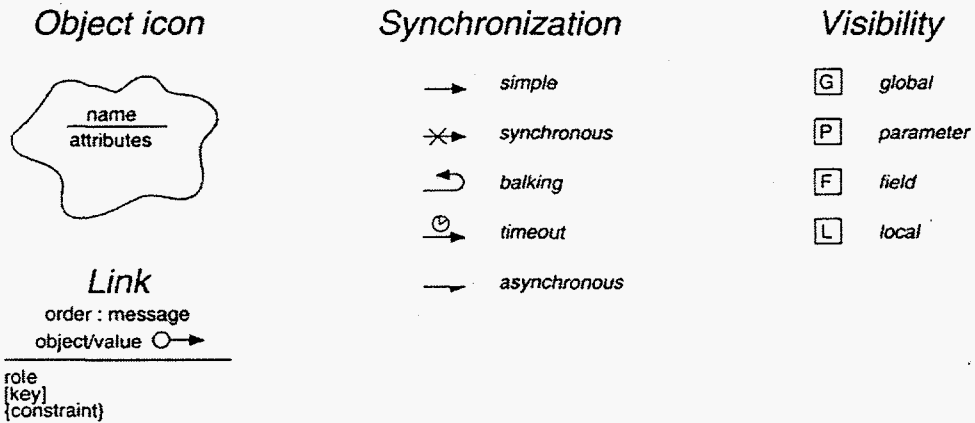 Object icon
name
attributes
Link
order : message
object/value
role
[key]
{constraint}
Synchronization
simple
synchronous
balking
timeout
asynchronous
Visibility
G global
P parameter
F field
L local